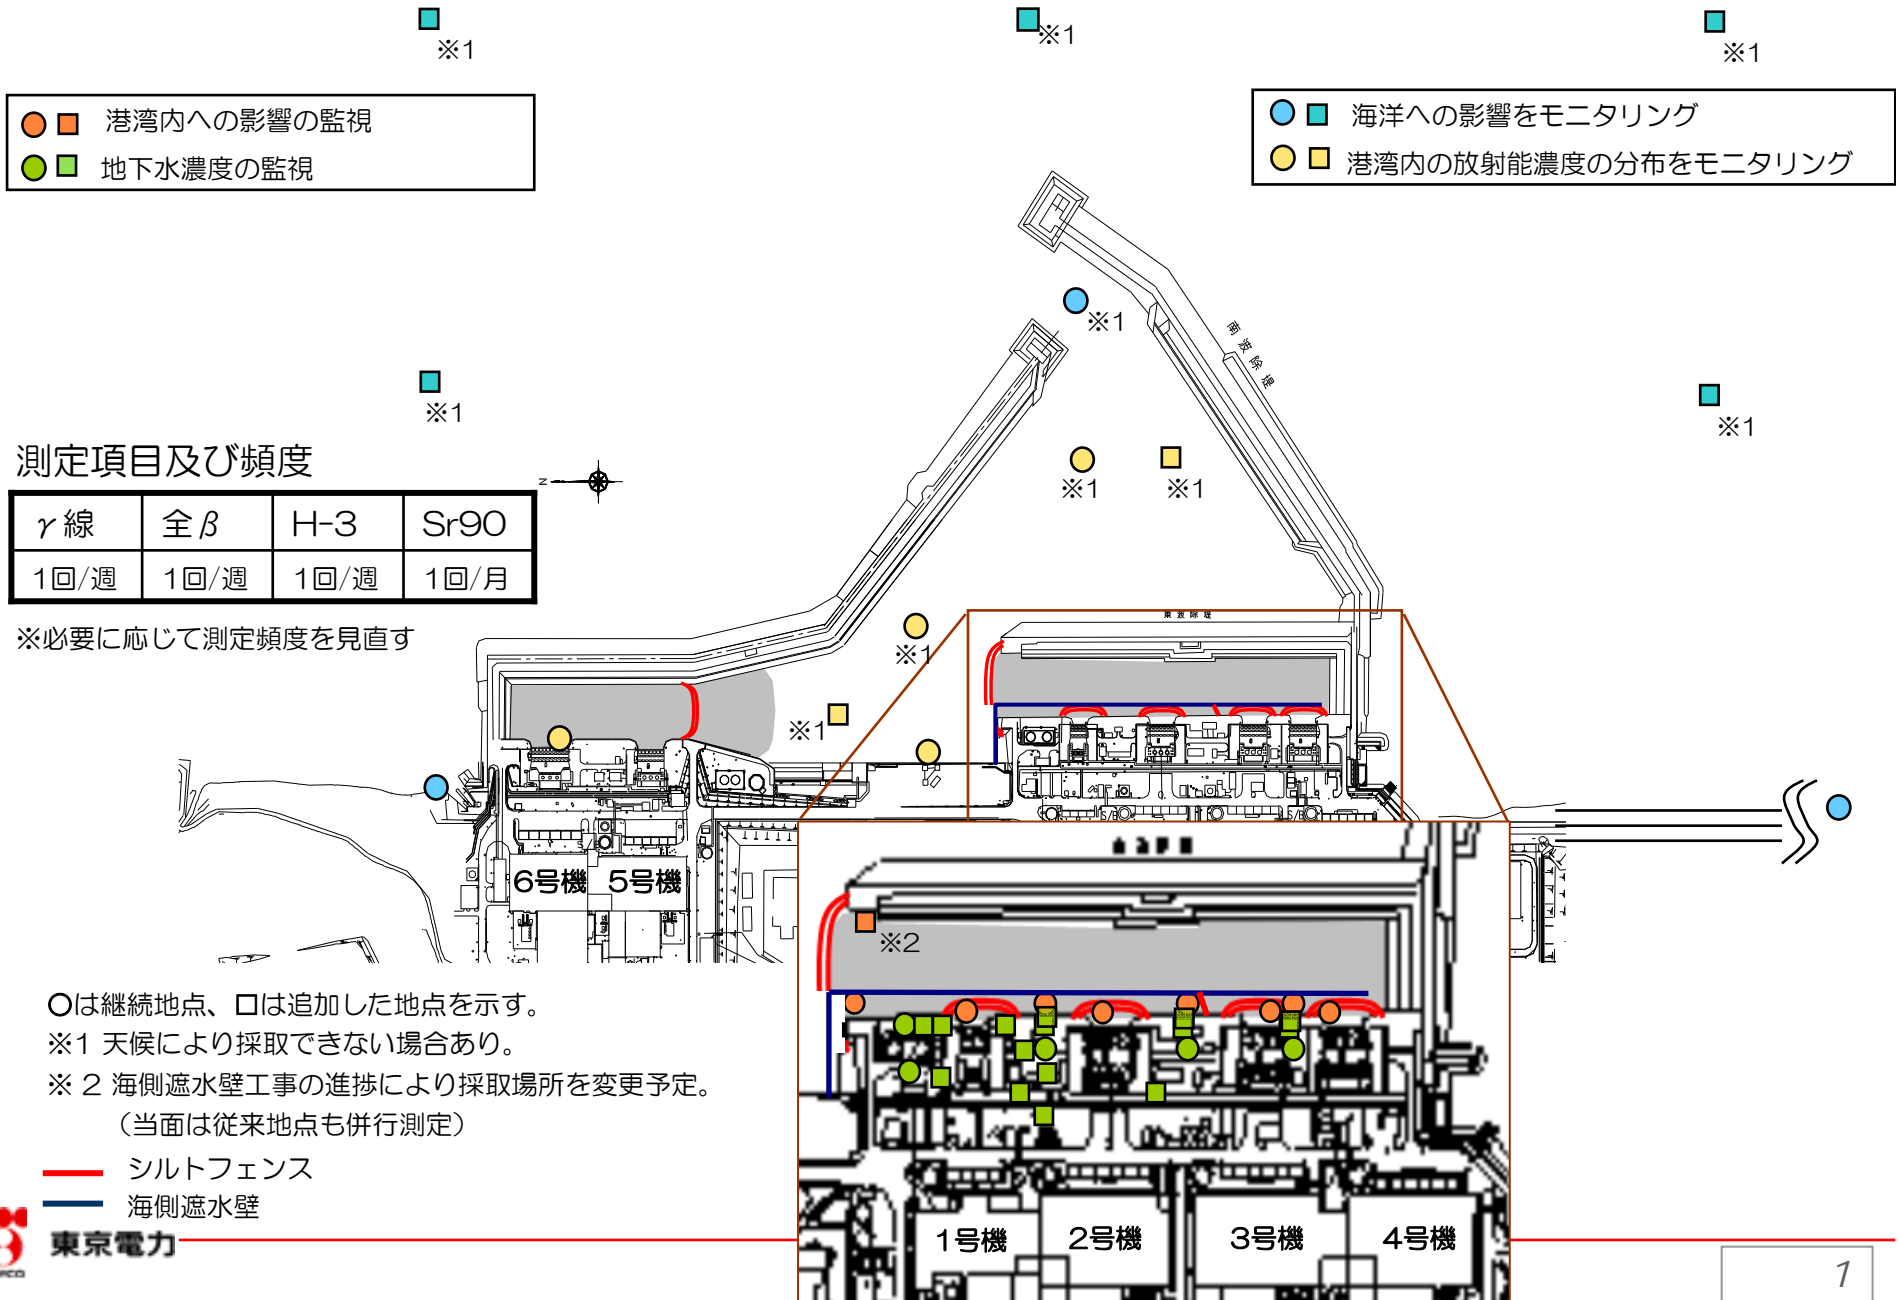 ※1
※1
※1
港湾内への影響の監視
地下水濃度の監視
海洋への影響をモニタリング
港湾内の放射能濃度の分布をモニタリング
※1
南波除堤
※1
※1
※1
※1
測定項目及び頻度
N
γ線 全β H-3 Sr90
1回/週 1回/週 1回/週 1回/月
※必要に応じて測定頻度を見直す
東波除堤
※1
※1
S/B
S/B
6号機 5号機
※2
○は継続地点、□は追加した地点を示す。
※1 天候により採取できない場合あり。
※２ 海側遮水壁工事の進捗により採取場所を変更予定。
（当面は従来地点も併行測定）
シルトフェンス
海側遮水壁
東京電力
1号機 2号機 3号機 4号機
1